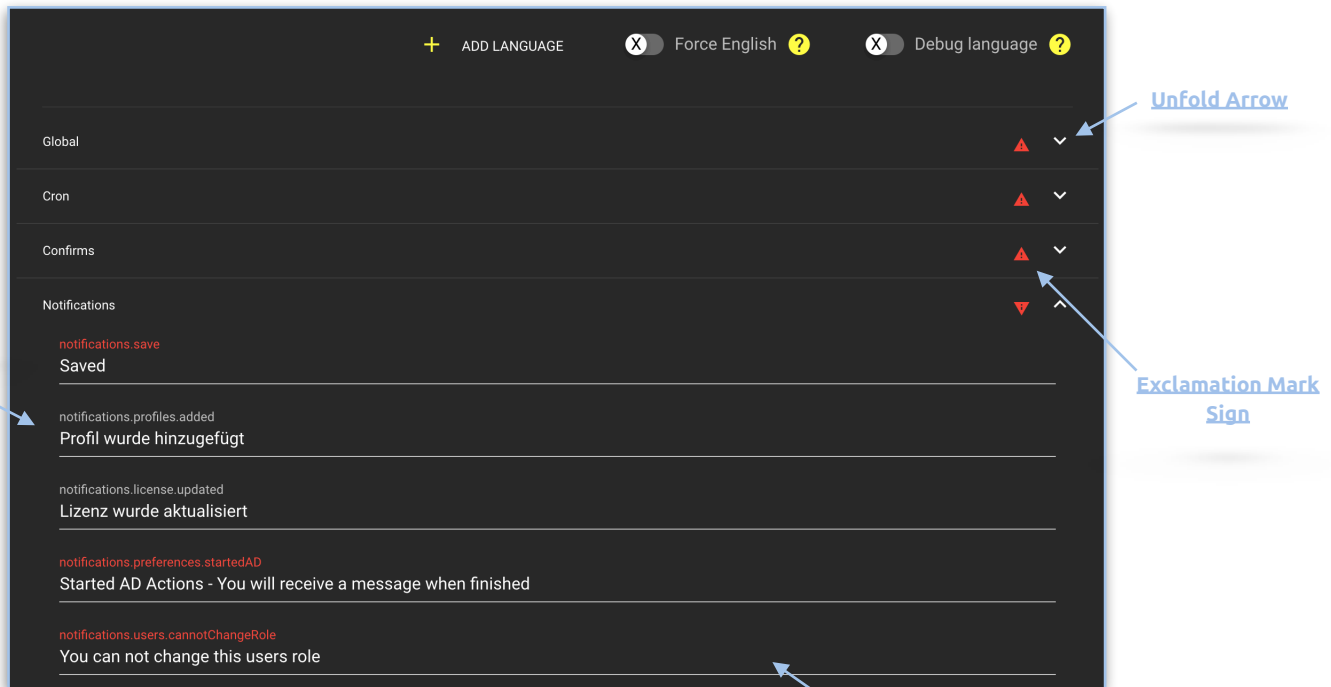 + ADD LANGUAGE X Force English ? X Debug language ?
Unfold Arrow
Global
Cron
Confirms
Notifications
notifications.save
Saved
Exclamation Mark
Sign
notifications.profiles.added
Profil wurde hinzugefügt
notifications.license.updated
Lizenz wurde aktualisiert
notifications.preferences.startedAD
Started AD Actions - You will receive a message when finished
notifications.users.cannotChangeRole
You can not change this users role